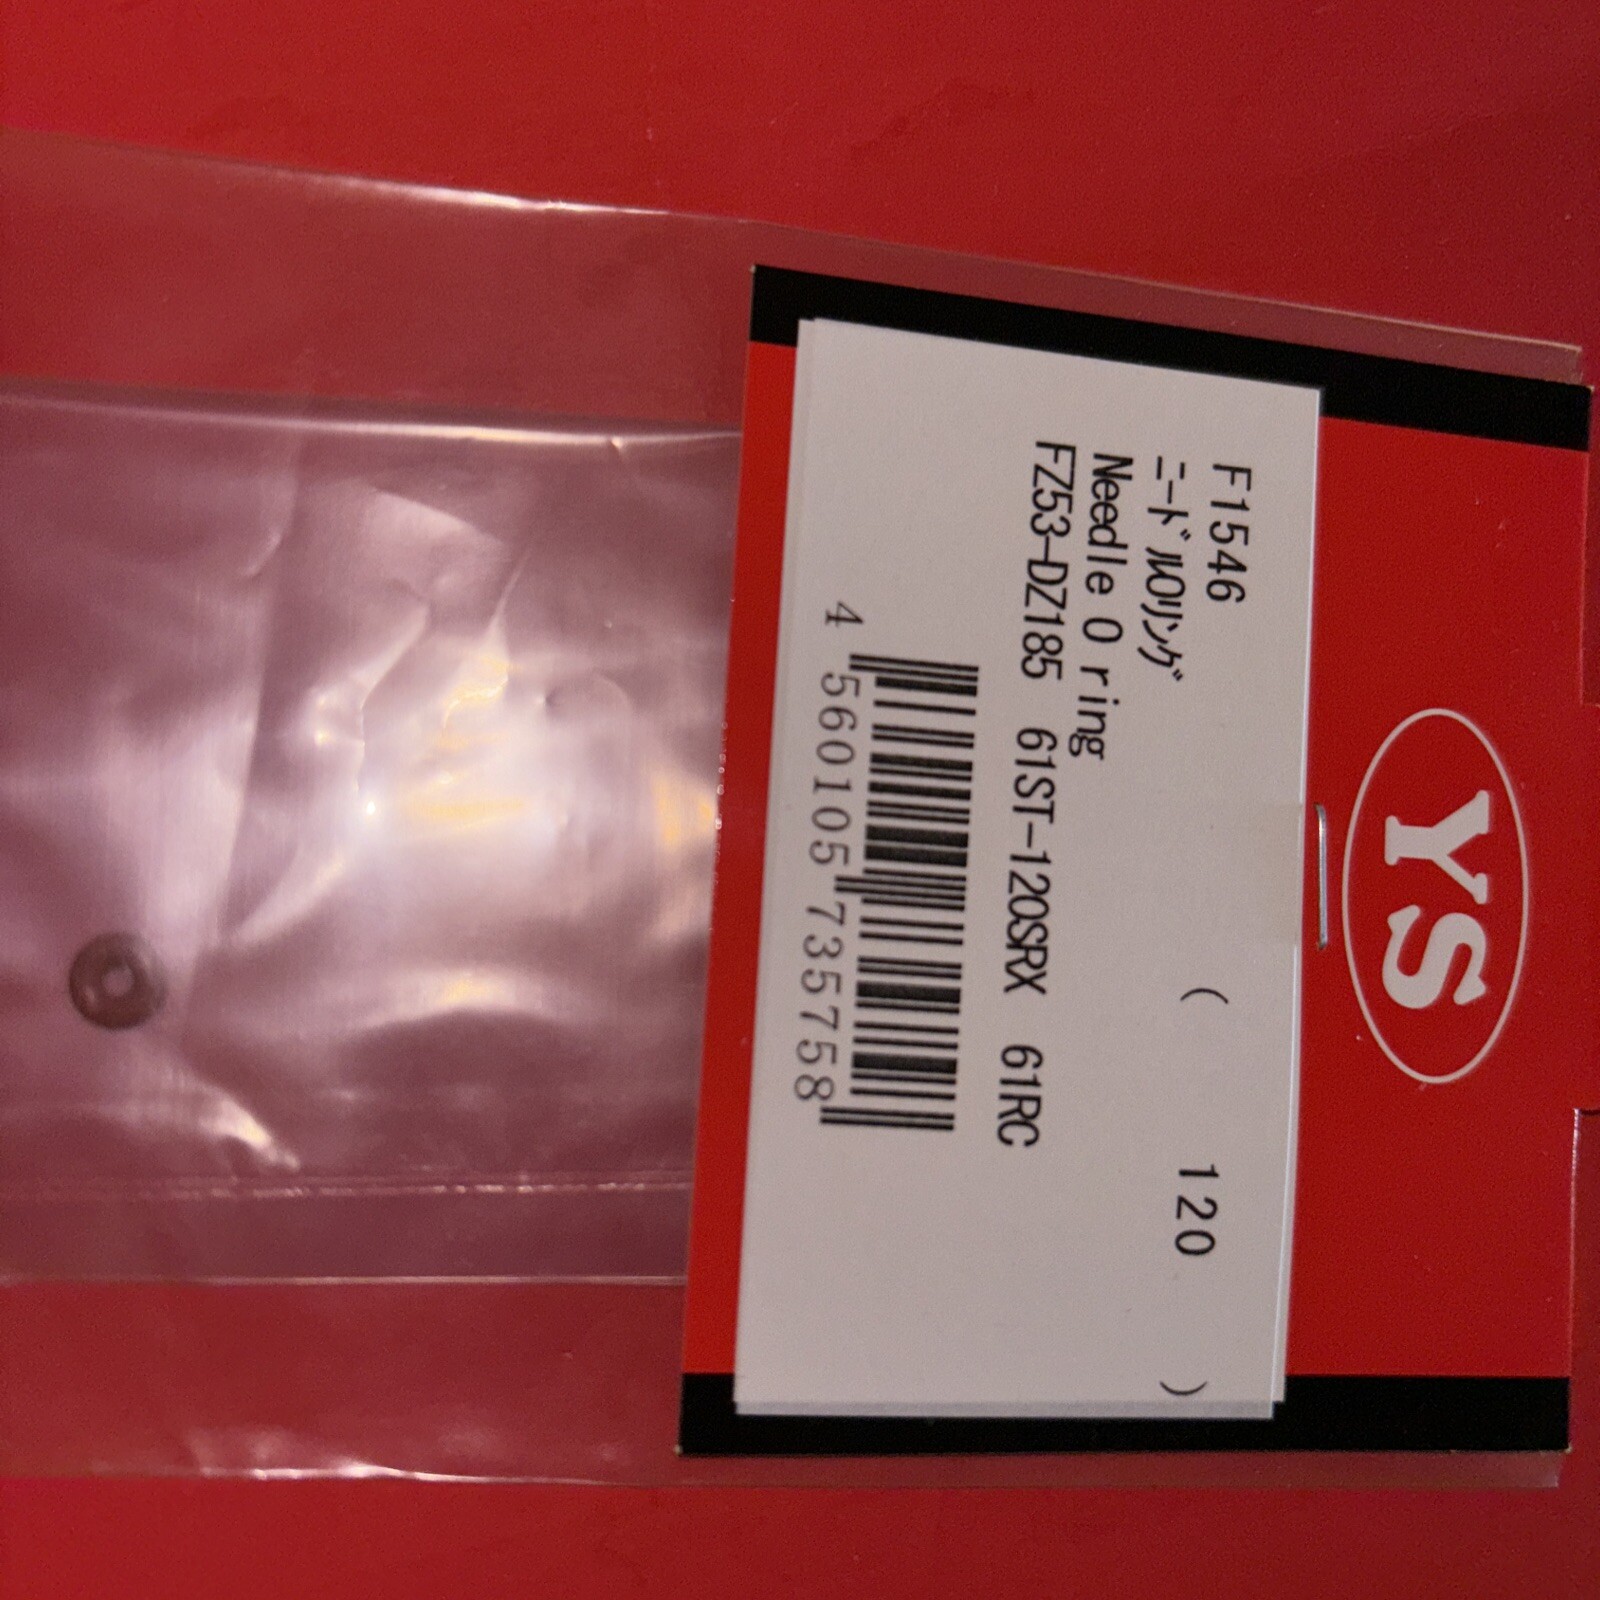 YS
F1546 ( 120 )
ﾆｰﾄﾞﾙOﾘﾝｸﾞ
Needle O ring
FZ53-DZ185 61ST-120SRX 61RC
4 560105 735758